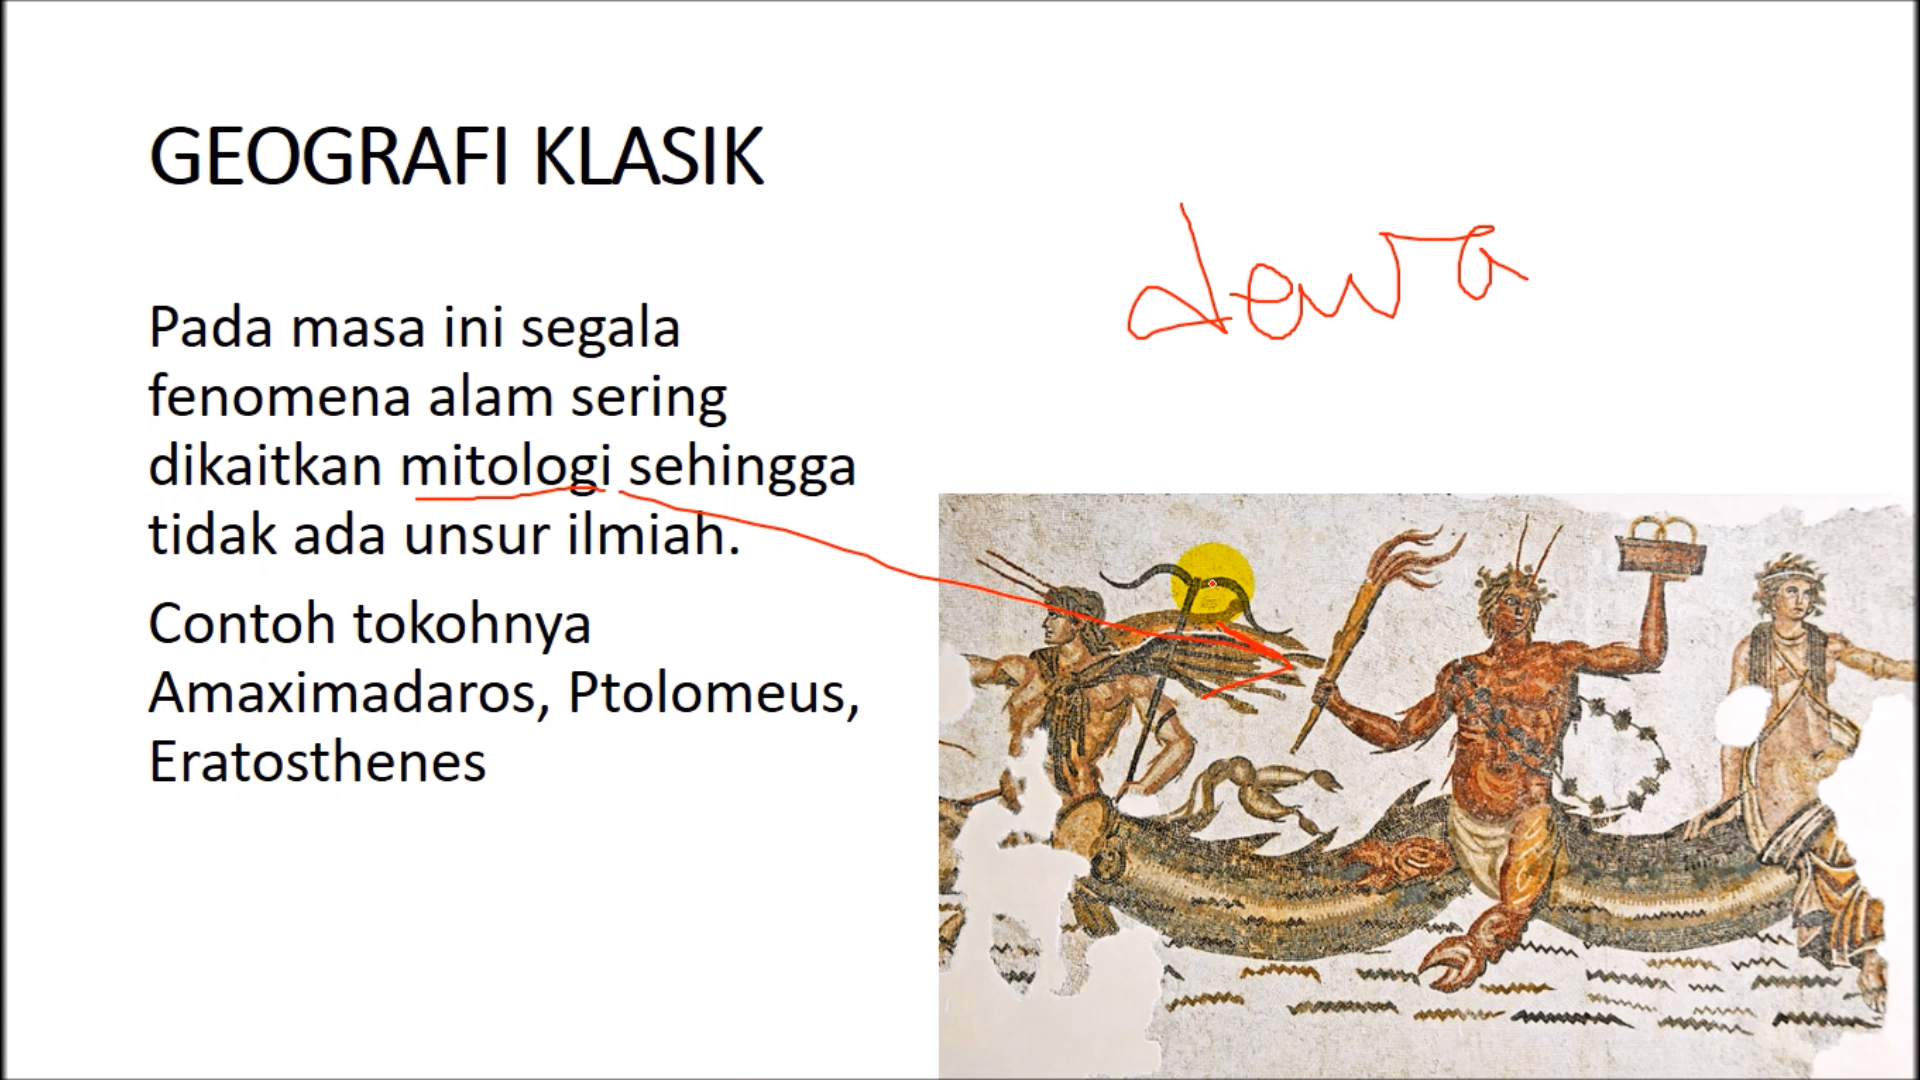 GEOGRAFI KLASIK
dewa
Pada masa ini segala
fenomena alam sering
dikaitkan mitologi sehingga
tidak ada unsur ilmiah.
Contoh tokohnya
Amaximadaros, Ptolomeus,
Eratosthenes